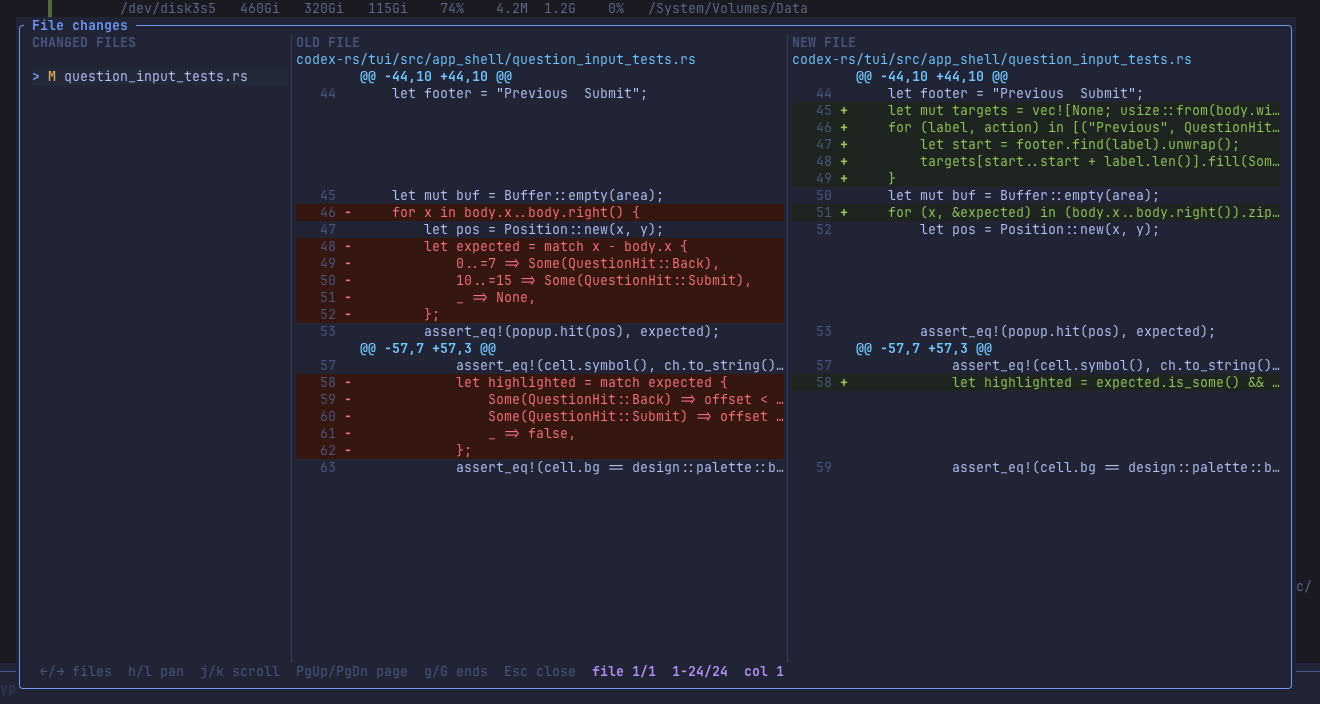 /dev/disk3s5   460Gi   320Gi   115Gi    74%    4.2M  1.2G    0%   /System/Volumes/Data
File changes
CHANGED FILES
> M question_input_tests.rs
OLD FILE
codex-rs/tui/src/app_shell/question_input_tests.rs
@@ -44,10 +44,10 @@
44       let footer = "Previous  Submit";
45       let mut buf = Buffer::empty(area);
46 -     for x in body.x..body.right() {
47           let pos = Position::new(x, y);
48 -         let expected = match x - body.x {
49 -             0..=7 => Some(QuestionHit::Back),
50 -             10..=15 => Some(QuestionHit::Submit),
51 -             _ => None,
52 -         };
53           assert_eq!(popup.hit(pos), expected);
@@ -57,7 +57,3 @@
57               assert_eq!(cell.symbol(), ch.to_string()…
58 -             let highlighted = match expected {
59 -                 Some(QuestionHit::Back) => offset < …
60 -                 Some(QuestionHit::Submit) => offset …
61 -                 _ => false,
62 -             };
63               assert_eq!(cell.bg == design::palette::b…
NEW FILE
codex-rs/tui/src/app_shell/question_input_tests.rs
@@ -44,10 +44,10 @@
44       let footer = "Previous  Submit";
45 +     let mut targets = vec![None; usize::from(body.wi…
46 +     for (label, action) in [("Previous", QuestionHit…
47 +         let start = footer.find(label).unwrap();
48 +         targets[start..start + label.len()].fill(Som…
49 +     }
50       let mut buf = Buffer::empty(area);
51 +     for (x, &expected) in (body.x..body.right()).zip…
52           let pos = Position::new(x, y);
53           assert_eq!(popup.hit(pos), expected);
@@ -57,7 +57,3 @@
57               assert_eq!(cell.symbol(), ch.to_string()…
58 +             let highlighted = expected.is_some() && …
59               assert_eq!(cell.bg == design::palette::b…
c/
←/→ files  h/l pan  j/k scroll  PgUp/PgDn page  g/G ends  Esc close  file 1/1  1-24/24  col 1
yp